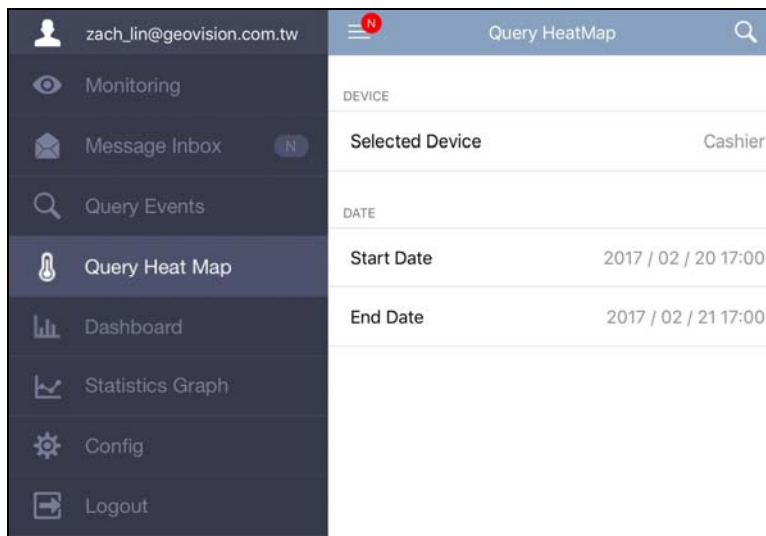 zach_lin@geovision.com.tw
Monitoring
Message Inbox N
Query Events
Query Heat Map
Dashboard
Statistics Graph
Config
Logout
N Query HeatMap
DEVICE
Selected Device Cashier
DATE
Start Date 2017 / 02 / 20 17:00
End Date 2017 / 02 / 21 17:00